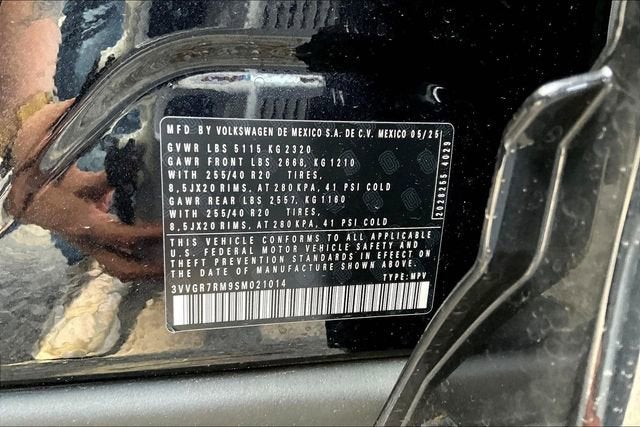 MFD BY VOLKSWAGEN DE MEXICO S.A. DE C.V. MEXICO 05/25
GVWR LBS 5115 KG 2320
GAWR FRONT LBS 2668, KG 1210
WITH 255/40 R20 TIRES,
8,5JX20 RIMS, AT 280 KPA, 41 PSI COLD
GAWR REAR LBS 2557, KG 1160
WITH 255/40 R20 TIRES,
8,5JX20 RIMS, AT 280 KPA, 41 PSI COLD
THIS VEHICLE CONFORMS TO ALL APPLICABLE
U.S. FEDERAL MOTOR VEHICLE SAFETY AND
THEFT PREVENTION STANDARDS IN EFFECT ON
THE DATE OF MANUFACTURE SHOWN ABOVE
3VVGR7RM9SM021014 TYPE: MPV
2028255 4029